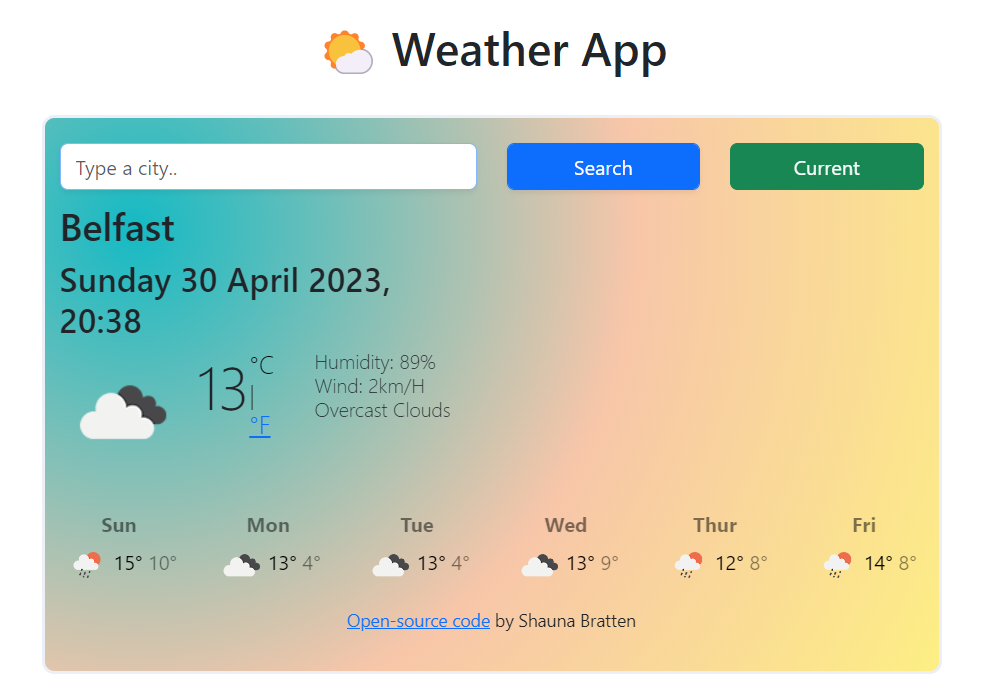 Weather App
Type a city..
Search
Current
Belfast
Sunday 30 April 2023,
20:38
13 °C | °F
Humidity: 89%
Wind: 2km/H
Overcast Clouds
Sun Mon Tue Wed Thur Fri
15° 10° 13° 4° 13° 4° 13° 9° 12° 8° 14° 8°
Open-source code by Shauna Bratten